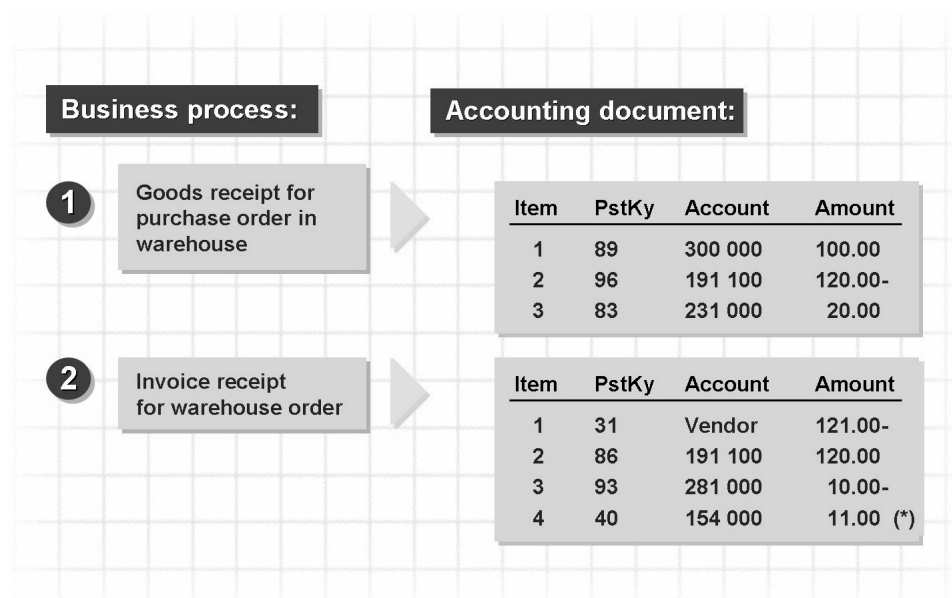 Business process:
Accounting document:
1
Goods receipt for
purchase order in
warehouse
Item PstKy Account Amount
1 89 300 000 100.00
2 96 191 100 120.00-
3 83 231 000 20.00
2
Invoice receipt
for warehouse order
Item PstKy Account Amount
1 31 Vendor 121.00-
2 86 191 100 120.00
3 93 281 000 10.00-
4 40 154 000 11.00 (*)